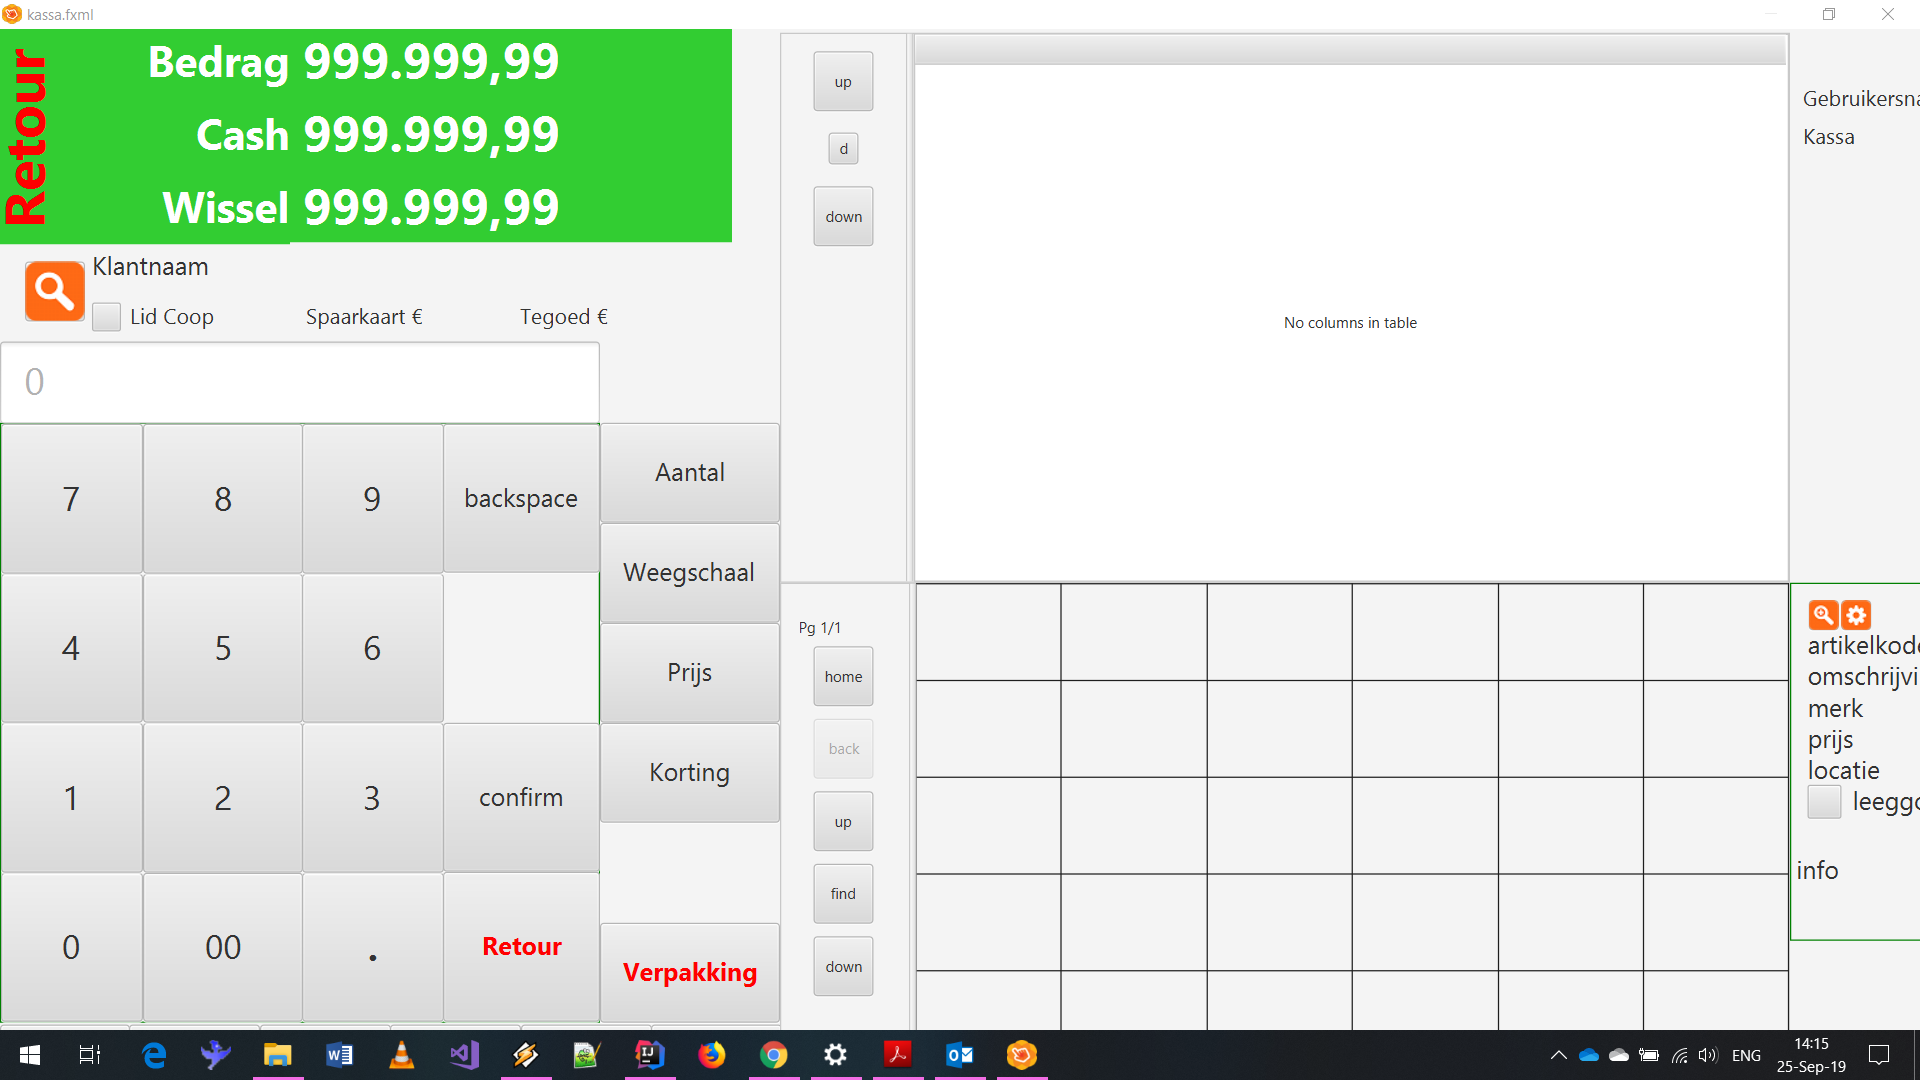 kassa.fxml
Retour
Bedrag 999.999,99
Cash 999.999,99
Wissel 999.999,99
Klantnaam
Lid Coop
Spaarkaart €
Tegoed €
0
7
8
9
backspace
4
5
6
1
2
3
confirm
0
00
.
Retour
Aantal
Weegschaal
Prijs
Korting
Verpakking
up
d
down
No columns in table
Gebruikersna
Kassa
Pg 1/1
home
back
up
find
down
artikelkode
omschrijvi
merk
prijs
locatie
leeggo
info
ENG
14:15
25-Sep-19